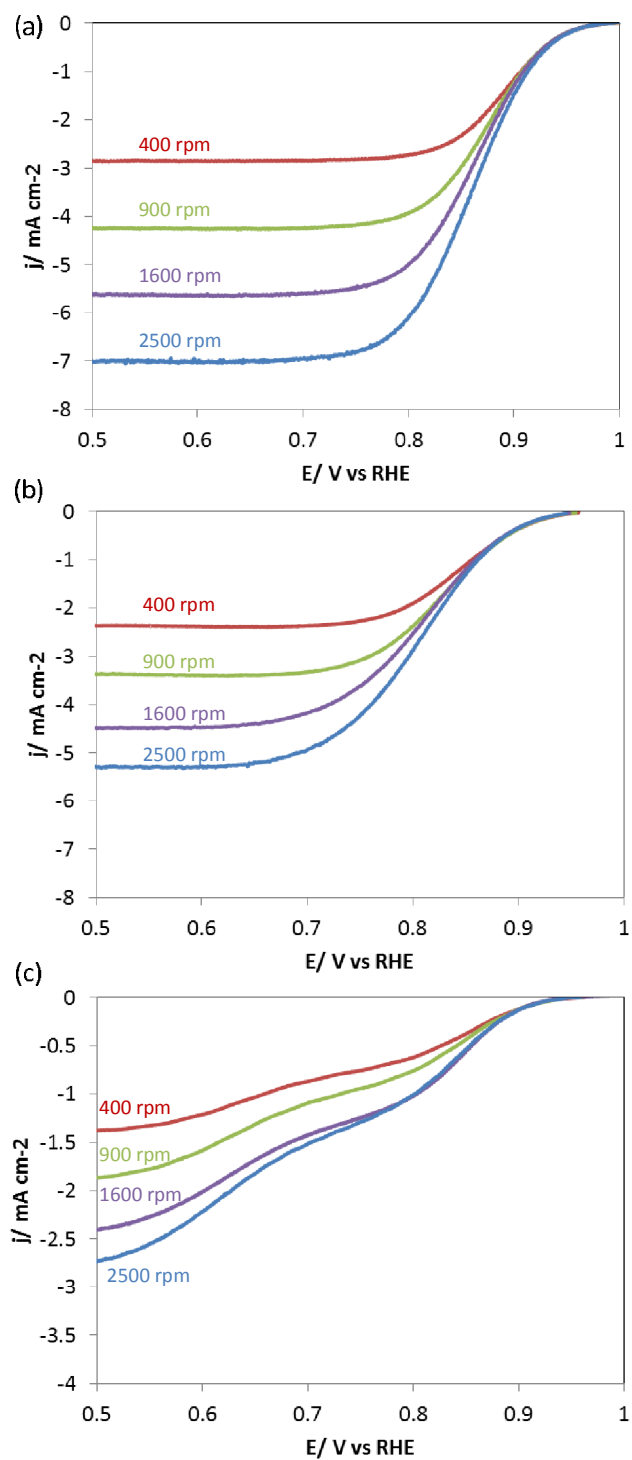 (a)
0
-1
-2
-3
-4
-5
-6
-7
-8
j/ mA cm-2
400 rpm
900 rpm
1600 rpm
2500 rpm
0.5 0.6 0.7 0.8 0.9 1
E/ V vs RHE
(b)
0
-1
-2
-3
-4
-5
-6
-7
-8
j/ mA cm-2
400 rpm
900 rpm
1600 rpm
2500 rpm
0.5 0.6 0.7 0.8 0.9 1
E/ V vs RHE
(c)
0
-0.5
-1
-1.5
-2
-2.5
-3
-3.5
-4
j/ mA cm-2
400 rpm
900 rpm
1600 rpm
2500 rpm
0.5 0.6 0.7 0.8 0.9 1
E/ V vs RHE